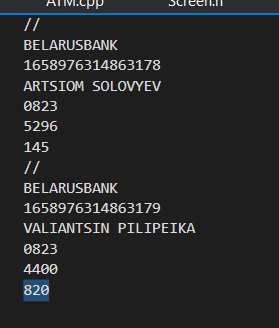 ATM.cpp Screen.h
//
BELARUSBANK
1658976314863178
ARTSIOM SOLOVYEV
0823
5296
145
//
BELARUSBANK
1658976314863179
VALIANTSIN PILIPEIKA
0823
4400
820